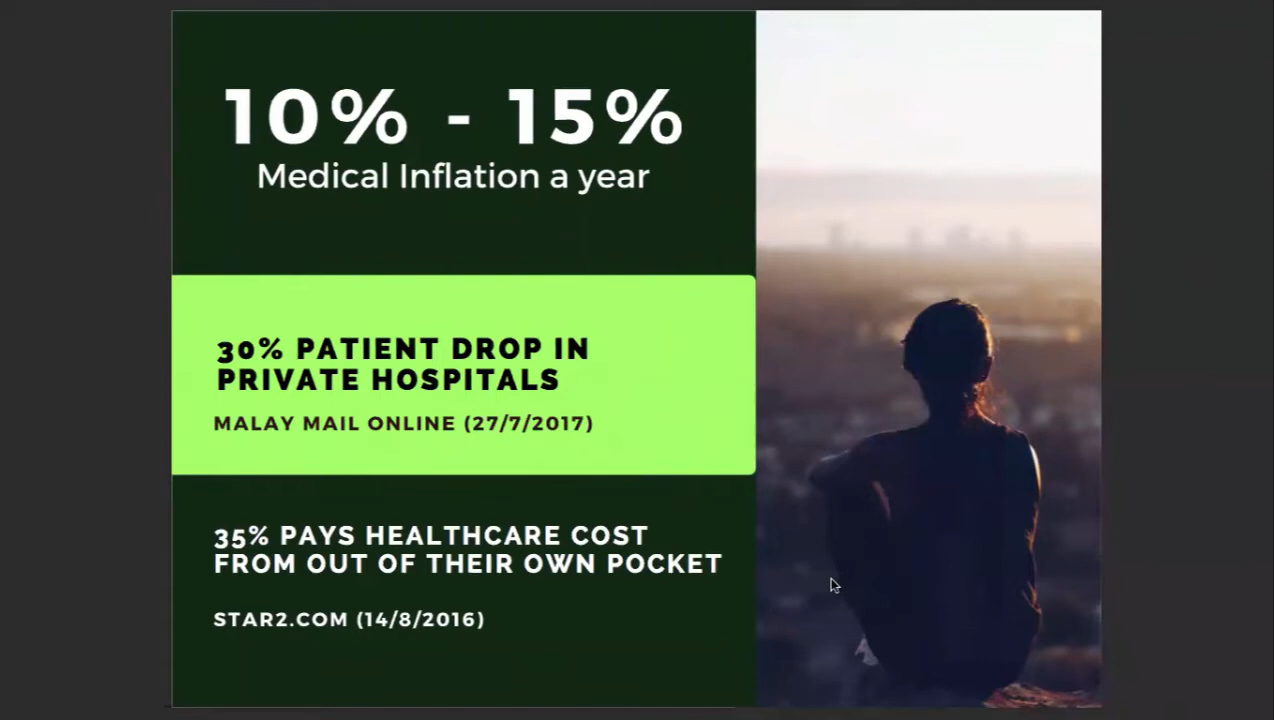 10% - 15%
Medical Inflation a year
30% PATIENT DROP IN
PRIVATE HOSPITALS
MALAY MAIL ONLINE (27/7/2017)
35% PAYS HEALTHCARE COST
FROM OUT OF THEIR OWN POCKET
STAR2.COM (14/8/2016)